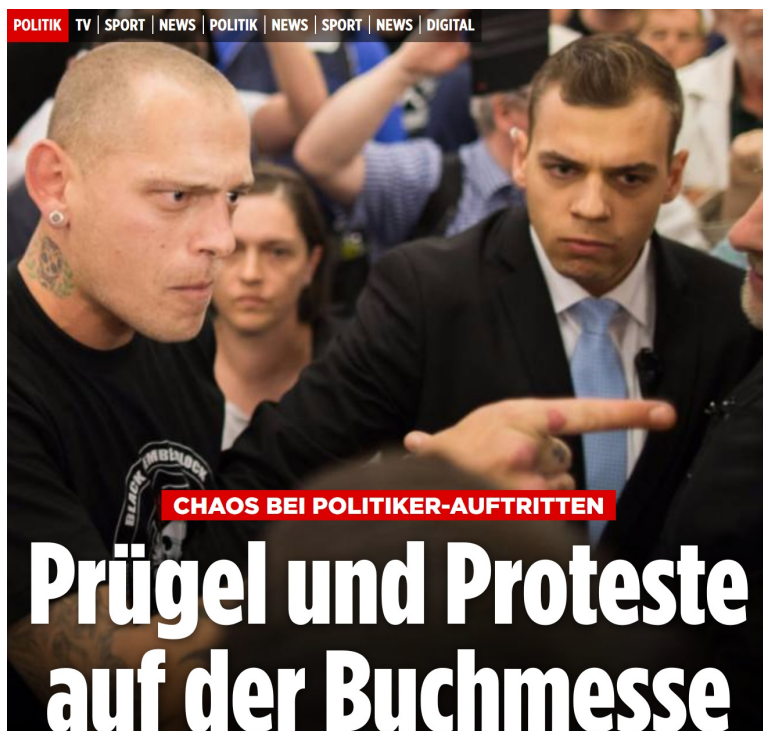 POLITIK TV | SPORT | NEWS | POLITIK | NEWS | SPORT | NEWS | DIGITAL
BLACK
CHAOS BEI POLITIKER-AUFTRITTEN
Prügel und Proteste
auf der Buchmesse